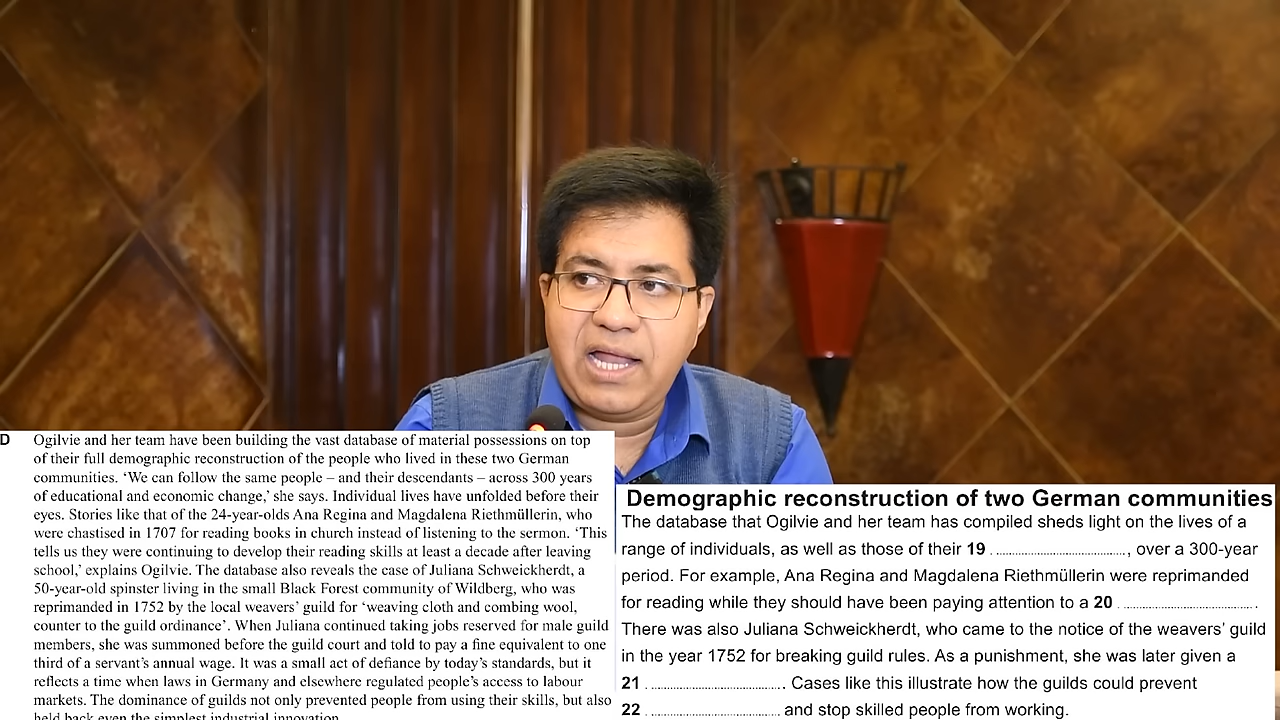 D Ogilvie and her team have been building the vast database of material possessions on top
of their full demographic reconstruction of the people who lived in these two German
communities. ‘We can follow the same people – and their descendants – across 300 years
of educational and economic change,’ she says. Individual lives have unfolded before their
eyes. Stories like that of the 24-year-olds Ana Regina and Magdalena Riethmüllerin, who
were chastised in 1707 for reading books in church instead of listening to the sermon. ‘This
tells us they were continuing to develop their reading skills at least a decade after leaving
school,’ explains Ogilvie. The database also reveals the case of Juliana Schweickherdt, a
50-year-old spinster living in the small Black Forest community of Wildberg, who was
reprimanded in 1752 by the local weavers’ guild for ‘weaving cloth and combing wool,
counter to the guild ordinance’. When Juliana continued taking jobs reserved for male guild
members, she was summoned before the guild court and told to pay a fine equivalent to one
third of a servant’s annual wage. It was a small act of defiance by today’s standards, but it
reflects a time when laws in Germany and elsewhere regulated people’s access to labour
markets. The dominance of guilds not only prevented people from using their skills, but also
held back even the simplest industrial innovation.
Demographic reconstruction of two German communities
The database that Ogilvie and her team has compiled sheds light on the lives of a
range of individuals, as well as those of their 19 ..............................., over a 300-year
period. For example, Ana Regina and Magdalena Riethmüllerin were reprimanded
for reading while they should have been paying attention to a 20 ............................... .
There was also Juliana Schweickherdt, who came to the notice of the weavers’ guild
in the year 1752 for breaking guild rules. As a punishment, she was later given a
21 ............................... . Cases like this illustrate how the guilds could prevent
22 ............................... and stop skilled people from working.